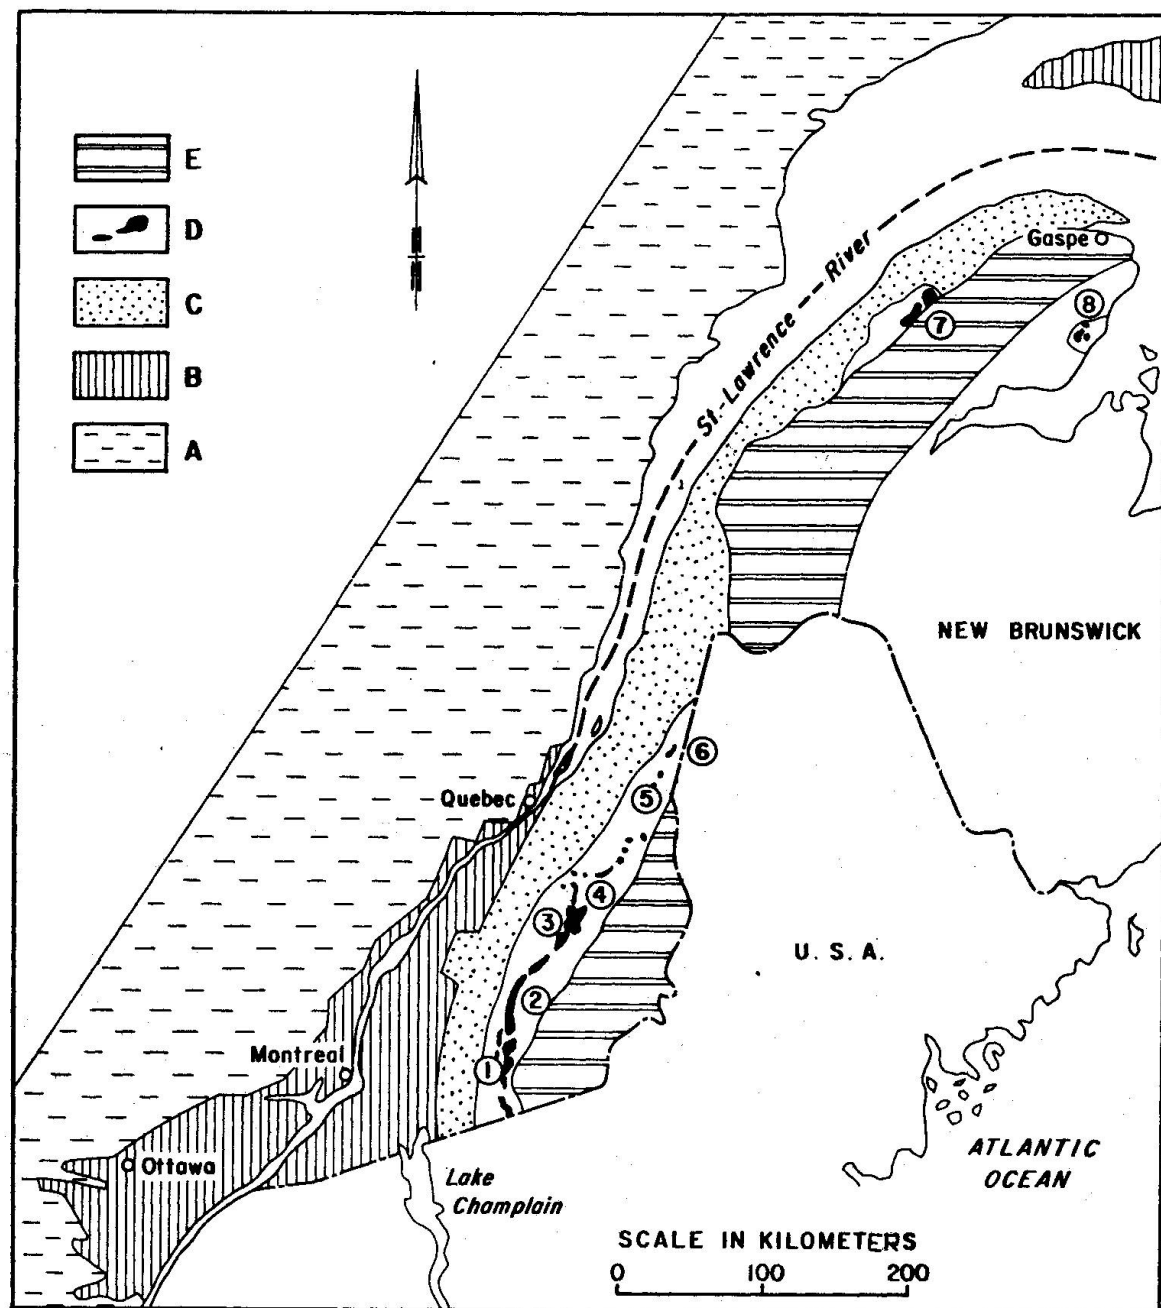 E
D
C
B
A
St.-Lawrence River
Gaspe
8
7
NEW BRUNSWICK
6
Quebec
5
4
3
U. S. A.
2
Montreal
1
Ottawa
Lake
Champlain
ATLANTIC
OCEAN
SCALE IN KILOMETERS
0 100 200